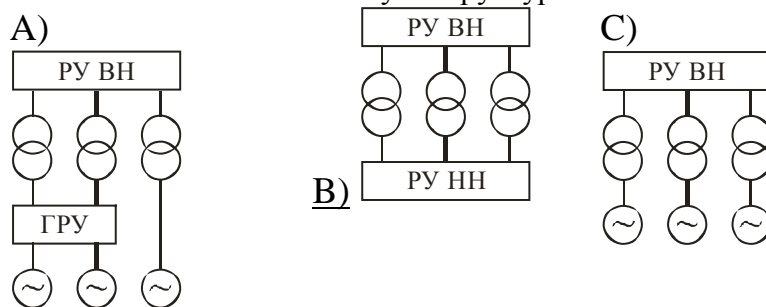 A)
РУ ВН
ГРУ
~ ~ ~
B)
РУ ВН
РУ НН
C)
РУ ВН
~ ~ ~